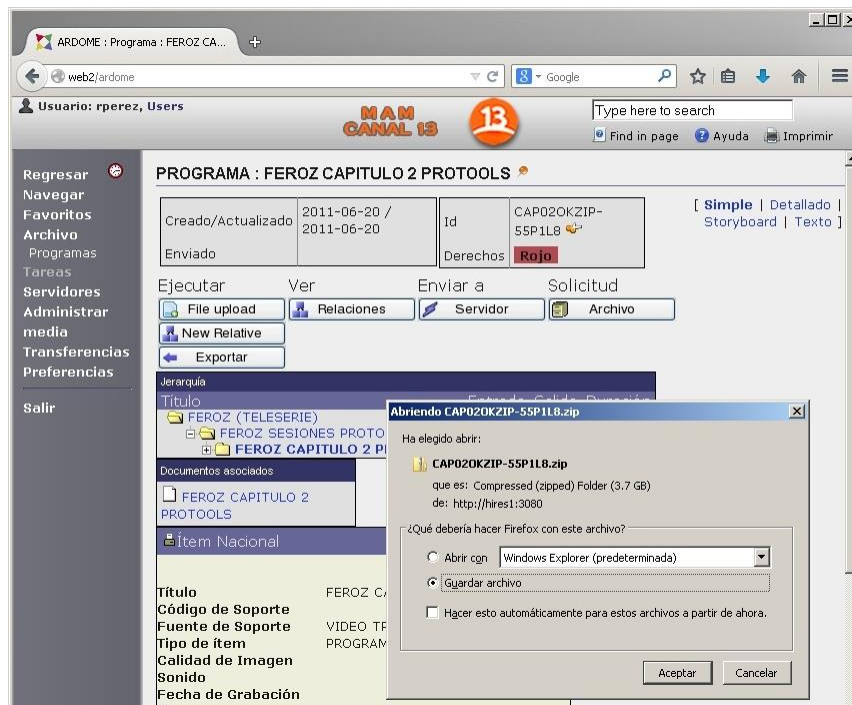 ARDOME : Programa : FEROZ CA...
web2/ardome
Google
Usuario: rperez, Users
MAM
CANAL 13
13
Type here to search
Find in page Ayuda Imprimir
Regresar
Navegar
Favoritos
Archivo
Programas
Tareas
Servidores
Administrar
media
Transferencias
Preferencias
Salir
PROGRAMA : FEROZ CAPITULO 2 PROTOOLS
Creado/Actualizado 2011-06-20 /
2011-06-20
Enviado
Id CAP02OKZIP-
55P1L8
Derechos Rojo
[ Simple | Detallado |
Storyboard | Texto ]
Ejecutar Ver Enviar a Solicitud
File upload Relaciones Servidor Archivo
New Relative
Exportar
Jerarquía
Título Entrada Salida Duración
FEROZ (TELESERIE)
FEROZ SESIONES PROTO
FEROZ CAPITULO 2 P
Documentos asociados
FEROZ CAPITULO 2
PROTOOLS
Ítem Nacional
Título FEROZ C
Código de Soporte
Fuente de Soporte VIDEO
Tipo de ítem PROGRAM
Calidad de Imagen
Sonido
Fecha de Grabación
Abriendo CAP02OKZIP-55P1L8.zip
Ha elegido abrir:
CAP02OKZIP-55P1L8.zip
que es: Compressed (zipped) Folder (3.7 GB)
de: http://hires1:3080
¿Qué debería hacer Firefox con este archivo?
Abrir con Windows Explorer (predeterminada)
Guardar archivo
Hacer esto automáticamente para estos archivos a partir de ahora.
Aceptar Cancelar